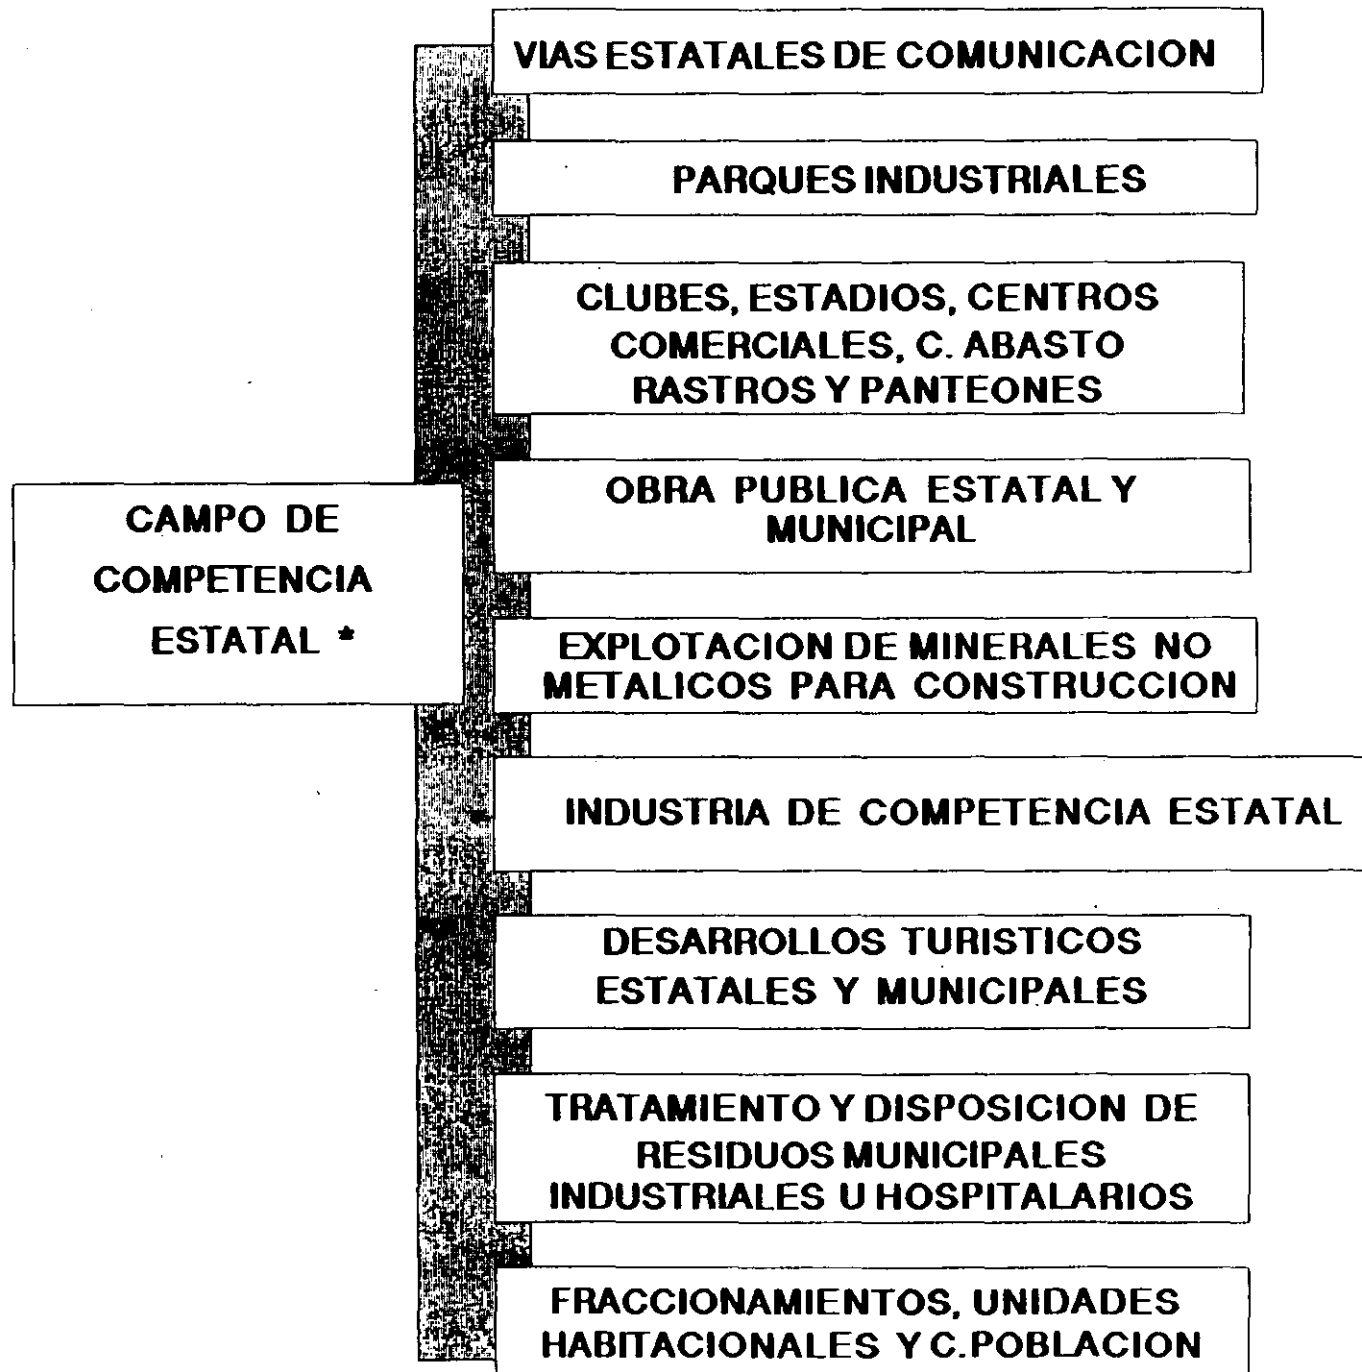 CAMPO DE
COMPETENCIA
ESTATAL *
VIAS ESTATALES DE COMUNICACION
PARQUES INDUSTRIALES
CLUBES, ESTADIOS, CENTROS
COMERCIALES, C. ABASTO
RASTROS Y PANTEONES
OBRA PUBLICA ESTATAL Y
MUNICIPAL
EXPLOTACION DE MINERALES NO
METALICOS PARA CONSTRUCCION
INDUSTRIA DE COMPETENCIA ESTATAL
DESARROLLOS TURISTICOS
ESTATALES Y MUNICIPALES
TRATAMIENTO Y DISPOSICION DE
RESIDUOS MUNICIPALES
INDUSTRIALES U HOSPITALARIOS
FRACCIONAMIENTOS, UNIDADES
HABITACIONALES Y C.POBLACION